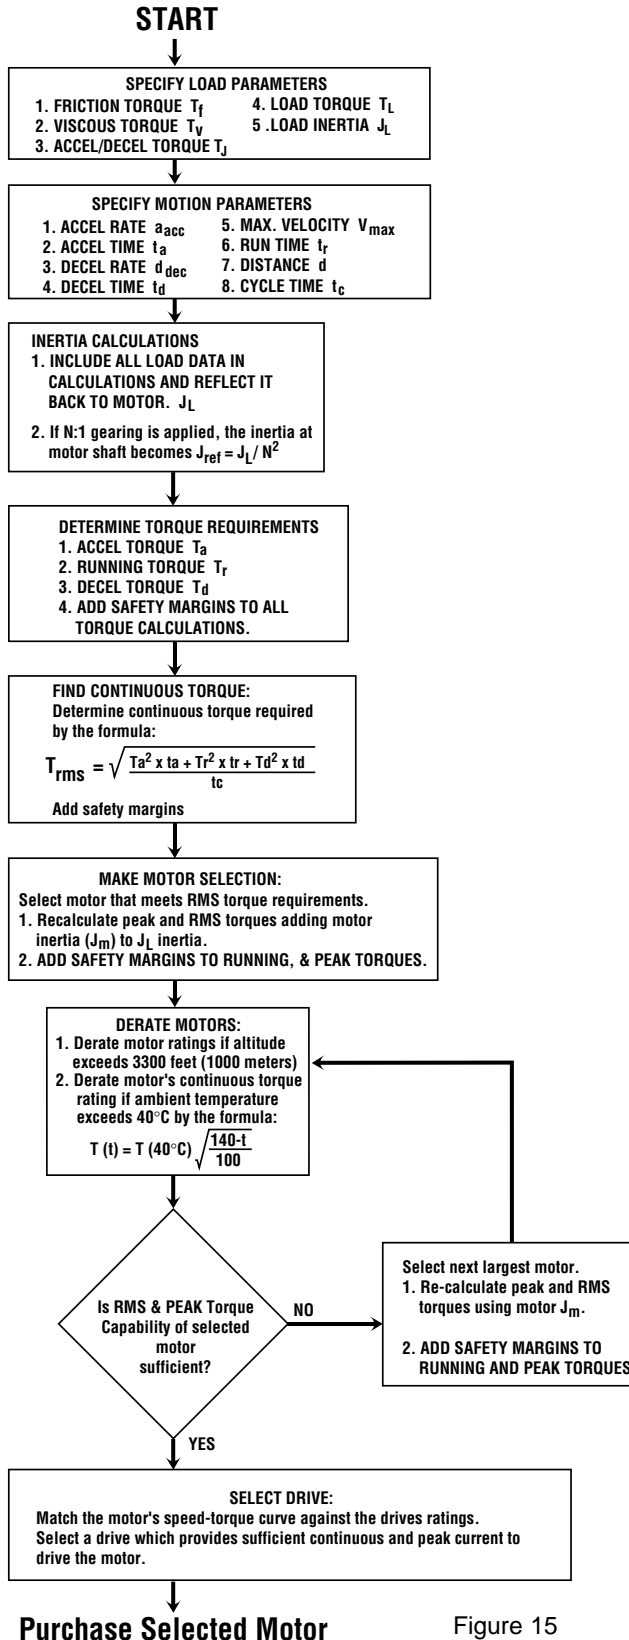 START
SPECIFY LOAD PARAMETERS
1. FRICTION TORQUE Tf
2. VISCOUS TORQUE Tv
3. ACCEL/DECEL TORQUE TJ
4. LOAD TORQUE TL
5 .LOAD INERTIA JL
SPECIFY MOTION PARAMETERS
1. ACCEL RATE aacc
2. ACCEL TIME ta
3. DECEL RATE ddec
4. DECEL TIME td
5. MAX. VELOCITY Vmax
6. RUN TIME tr
7. DISTANCE d
8. CYCLE TIME tc
INERTIA CALCULATIONS
1. INCLUDE ALL LOAD DATA IN
CALCULATIONS AND REFLECT IT
BACK TO MOTOR. JL
2. If N:1 gearing is applied, the inertia at
motor shaft becomes Jref = JL/ N²
DETERMINE TORQUE REQUIREMENTS
1. ACCEL TORQUE Ta
2. RUNNING TORQUE Tr
3. DECEL TORQUE Td
4. ADD SAFETY MARGINS TO ALL
TORQUE CALCULATIONS.
FIND CONTINUOUS TORQUE:
Determine continuous torque required
by the formula:
Trms = √ Ta² x ta + Tr² x tr + Td² x td
tc
Add safety margins
MAKE MOTOR SELECTION:
Select motor that meets RMS torque requirements.
1. Recalculate peak and RMS torques adding motor
inertia (Jm) to JL inertia.
2. ADD SAFETY MARGINS TO RUNNING, & PEAK TORQUES.
DERATE MOTORS:
1. Derate motor ratings if altitude
exceeds 3300 feet (1000 meters)
2. Derate motor's continuous torque
rating if ambient temperature
exceeds 40°C by the formula:
T (t) = T (40°C) √ 140-t
100
Is RMS & PEAK Torque
Capability of selected
motor
sufficient?
NO
Select next largest motor.
1. Re-calculate peak and RMS
torques using motor Jm.
2. ADD SAFETY MARGINS TO
RUNNING AND PEAK TORQUES
YES
SELECT DRIVE:
Match the motor's speed-torque curve against the drives ratings.
Select a drive which provides sufficient continuous and peak current to
drive the motor.
Purchase Selected Motor
Figure 15